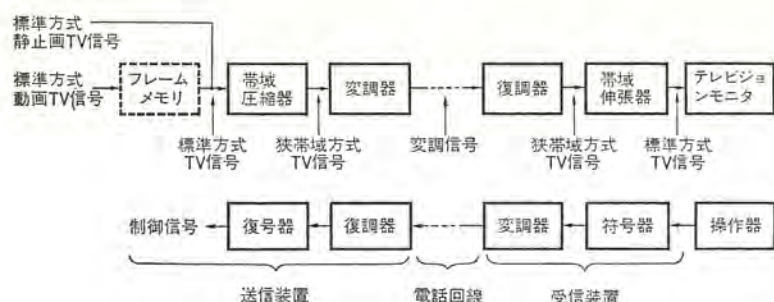 標準方式
静止画TV信号
標準方式
動画TV信号
フレーム
メモリ
帯域
圧縮器
変調器
復調器
帯域
伸張器
テレビジョ
ンモニタ
標準方式
TV信号
狭帯域方式
TV信号
変調信号
狭帯域方式
TV信号
標準方式
TV信号
制御信号
復号器
復調器
変調器
符号器
操作器
送信装置
電話回線
受信装置